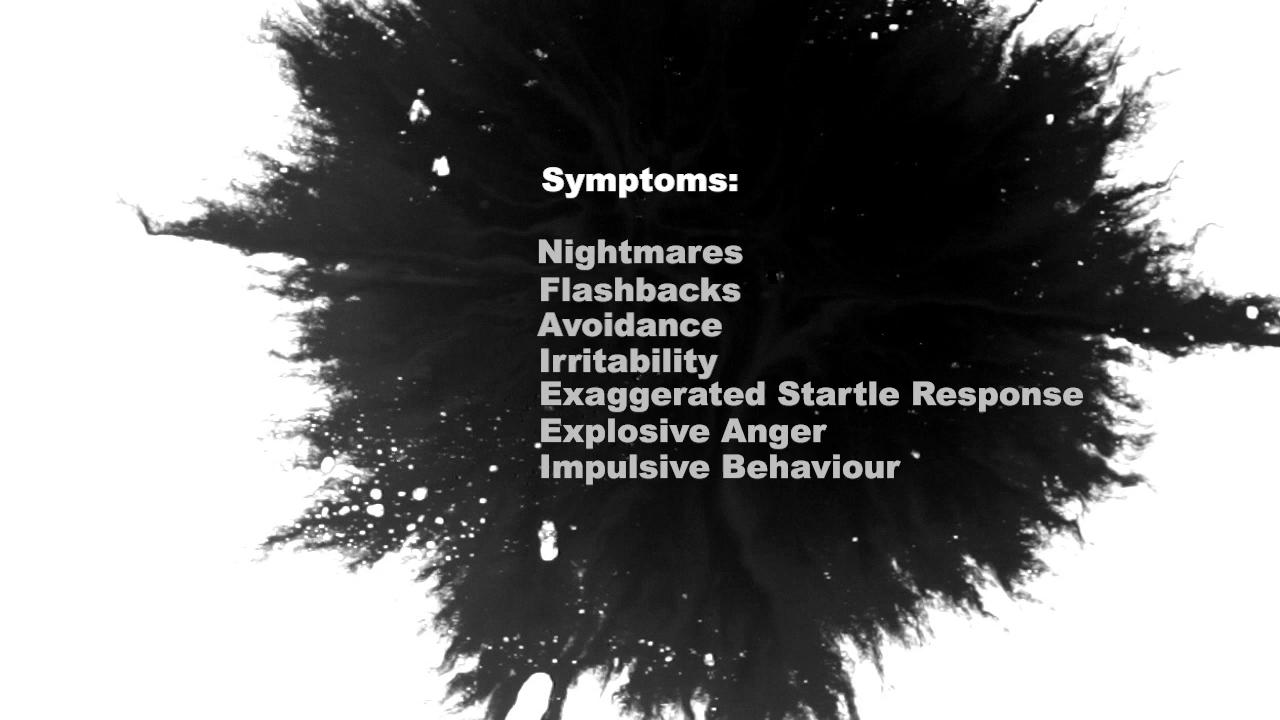 Symptoms:
Nightmares
Flashbacks
Avoidance
Irritability
Exaggerated Startle Response
Explosive Anger
Impulsive Behaviour